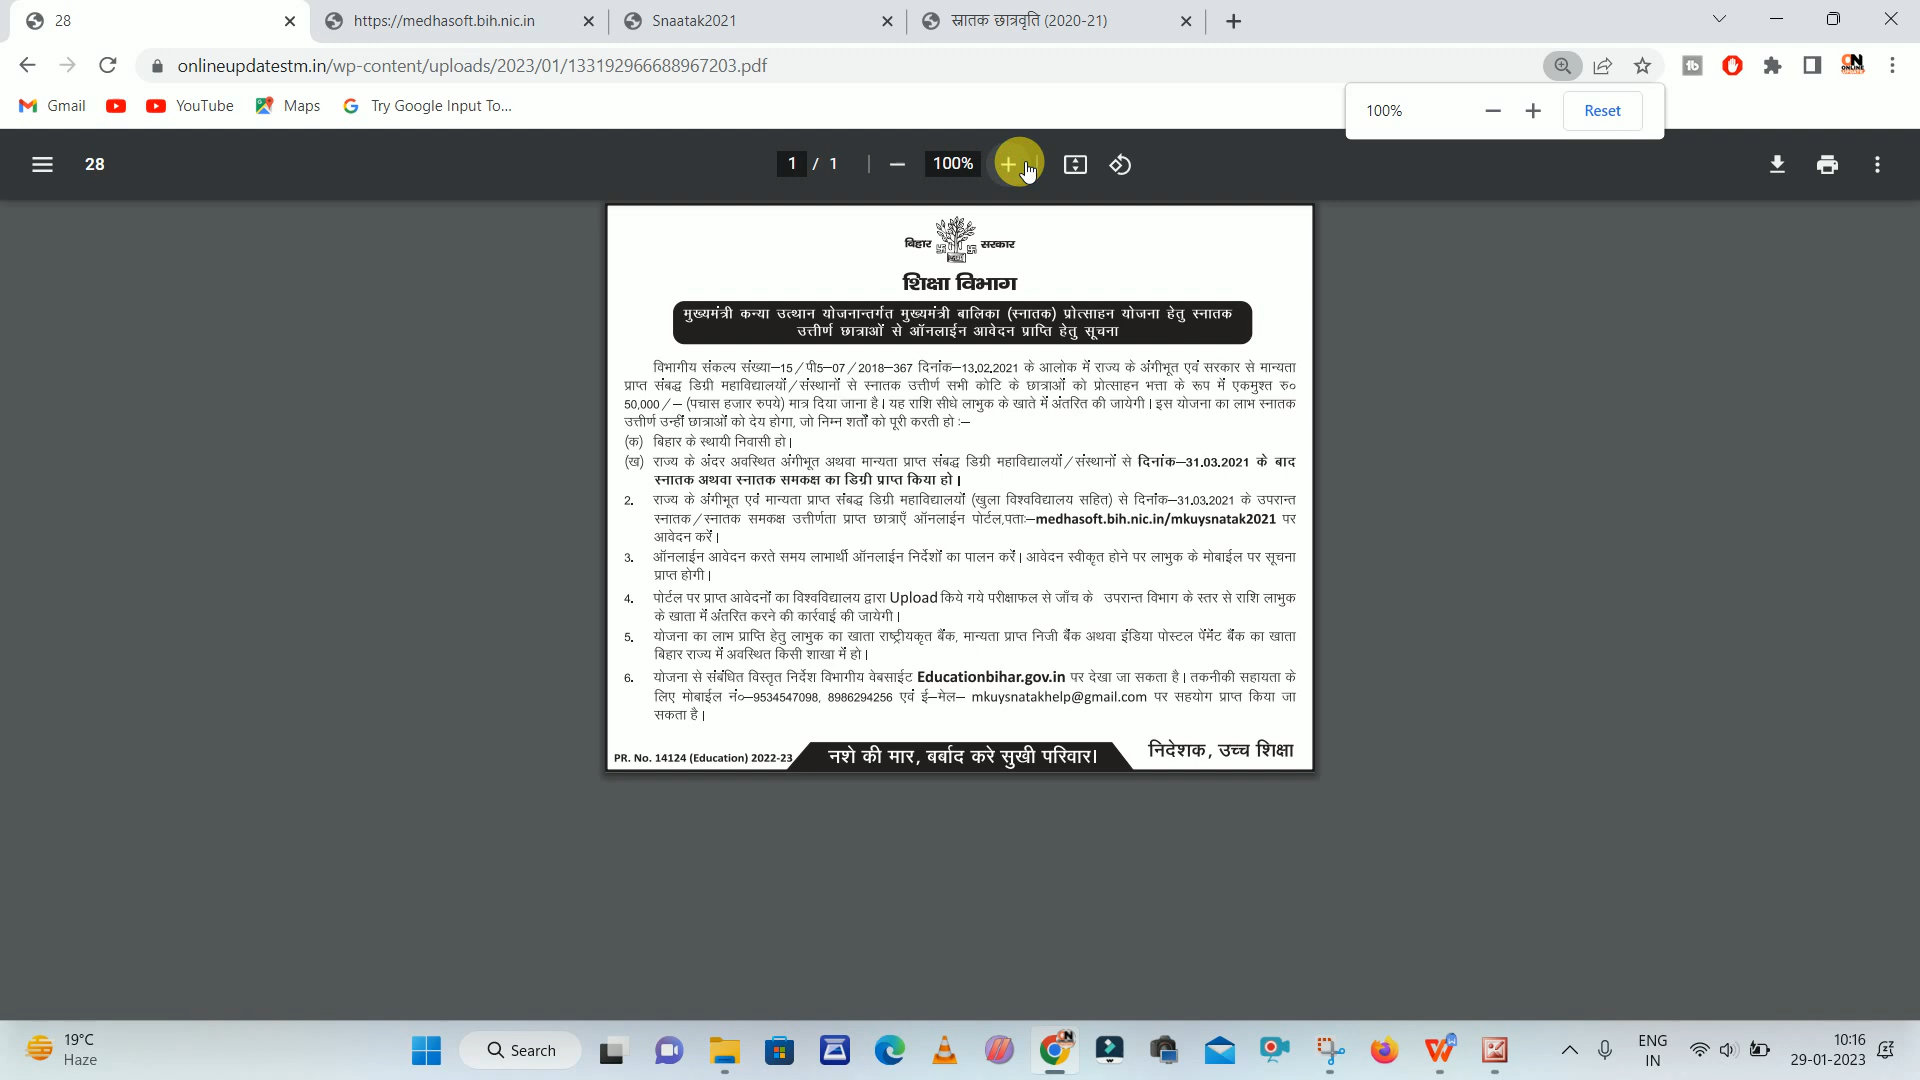 28
https://medhasoft.bih.nic.in
Snaatak2021
स्नातक छात्रवृति (2020-21)
onlineupdatestm.in/wp-content/uploads/2023/01/133192966688967203.pdf
Gmail
YouTube
Maps
Try Google Input To...
100%
Reset
28
1 / 1
100%
बिहार सरकार
शिक्षा विभाग
मुख्यमंत्री कन्या उत्थान योजनान्तर्गत मुख्यमंत्री बालिका (स्नातक) प्रोत्साहन योजना हेतु स्नातक
उत्तीर्ण छात्राओं से ऑनलाईन आवेदन प्राप्ति हेतु सूचना
विभागीय संकल्प संख्या–15/पी5–07/2018–367 दिनांक–13.02.2021 के आलोक में राज्य के अंगीभूत एवं सरकार से मान्यता
प्राप्त संबद्ध डिग्री महाविद्यालयों/संस्थानों से स्नातक उत्तीर्ण सभी कोटि के छात्राओं को प्रोत्साहन भत्ता के रूप में एकमुश्त रु०
50,000/– (पचास हजार रुपये) मात्र दिया जाना है। यह राशि सीधे लाभुक के खाते में अंतरित की जायेगी। इस योजना का लाभ स्नातक
उत्तीर्ण उन्हीं छात्राओं को देय होगा, जो निम्न शर्तों को पूरी करती हो :–
(क) बिहार के स्थायी निवासी हो।
(ख) राज्य के अंदर अवस्थित अंगीभूत अथवा मान्यता प्राप्त संबद्ध डिग्री महाविद्यालयों/संस्थानों से दिनांक–31.03.2021 के बाद
स्नातक अथवा स्नातक समकक्ष का डिग्री प्राप्त किया हो।
2. राज्य के अंगीभूत एवं मान्यता प्राप्त संबद्ध डिग्री महाविद्यालयों (खुला विश्वविद्यालय सहित) से दिनांक–31.03.2021 के उपरान्त
स्नातक/स्नातक समकक्ष उत्तीर्णता प्राप्त छात्राएँ ऑनलाईन पोर्टल,पताः–medhasoft.bih.nic.in/mkuysnatak2021 पर
आवेदन करें।
3. ऑनलाईन आवेदन करते समय लाभार्थी ऑनलाईन निर्देशों का पालन करें। आवेदन स्वीकृत होने पर लाभुक के मोबाईल पर सूचना
प्राप्त होगी।
4. पोर्टल पर प्राप्त आवेदनों का विश्वविद्यालय द्वारा Upload किये गये परीक्षाफल से जाँच के उपरान्त विभाग के स्तर से राशि लाभुक
के खाता में अंतरित करने की कार्रवाई की जायेगी।
5. योजना का लाभ प्राप्ति हेतु लाभुक का खाता राष्ट्रीयकृत बैंक, मान्यता प्राप्त निजी बैंक अथवा इंडिया पोस्टल पेंमेंट बैंक का खाता
बिहार राज्य में अवस्थित किसी शाखा में हो।
6. योजना से संबंधित विस्तृत निर्देश विभागीय वेबसाईट Educationbihar.gov.in पर देखा जा सकता है। तकनीकी सहायता के
लिए मोबाईल नं०–9534547098, 8986294256 एवं ई–मेल– mkuysnatakhelp@gmail.com पर सहयोग प्राप्त किया जा
सकता है।
PR. No. 14124 (Education) 2022-23
नशे की मार, बर्बाद करे सुखी परिवार।
निदेशक, उच्च शिक्षा
19°C
Haze
Search
ENG
IN
10:16
29-01-2023